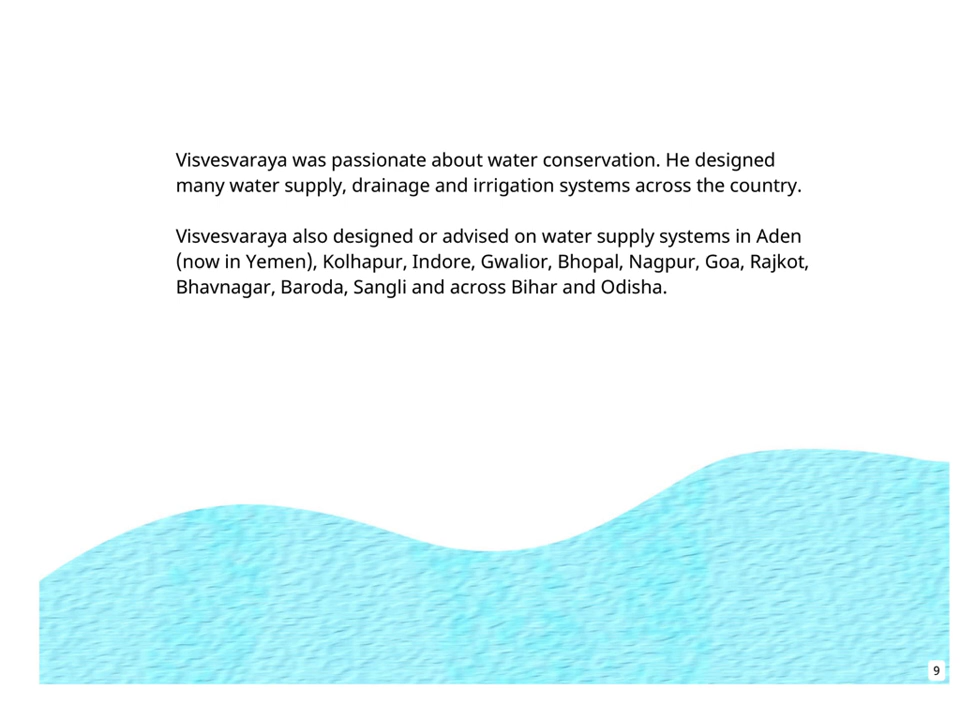 Visvesvaraya was passionate about water conservation. He designed
many water supply, drainage and irrigation systems across the country.
Visvesvaraya also designed or advised on water supply systems in Aden
(now in Yemen), Kolhapur, Indore, Gwalior, Bhopal, Nagpur, Goa, Rajkot,
Bhavnagar, Baroda, Sangli and across Bihar and Odisha.
9